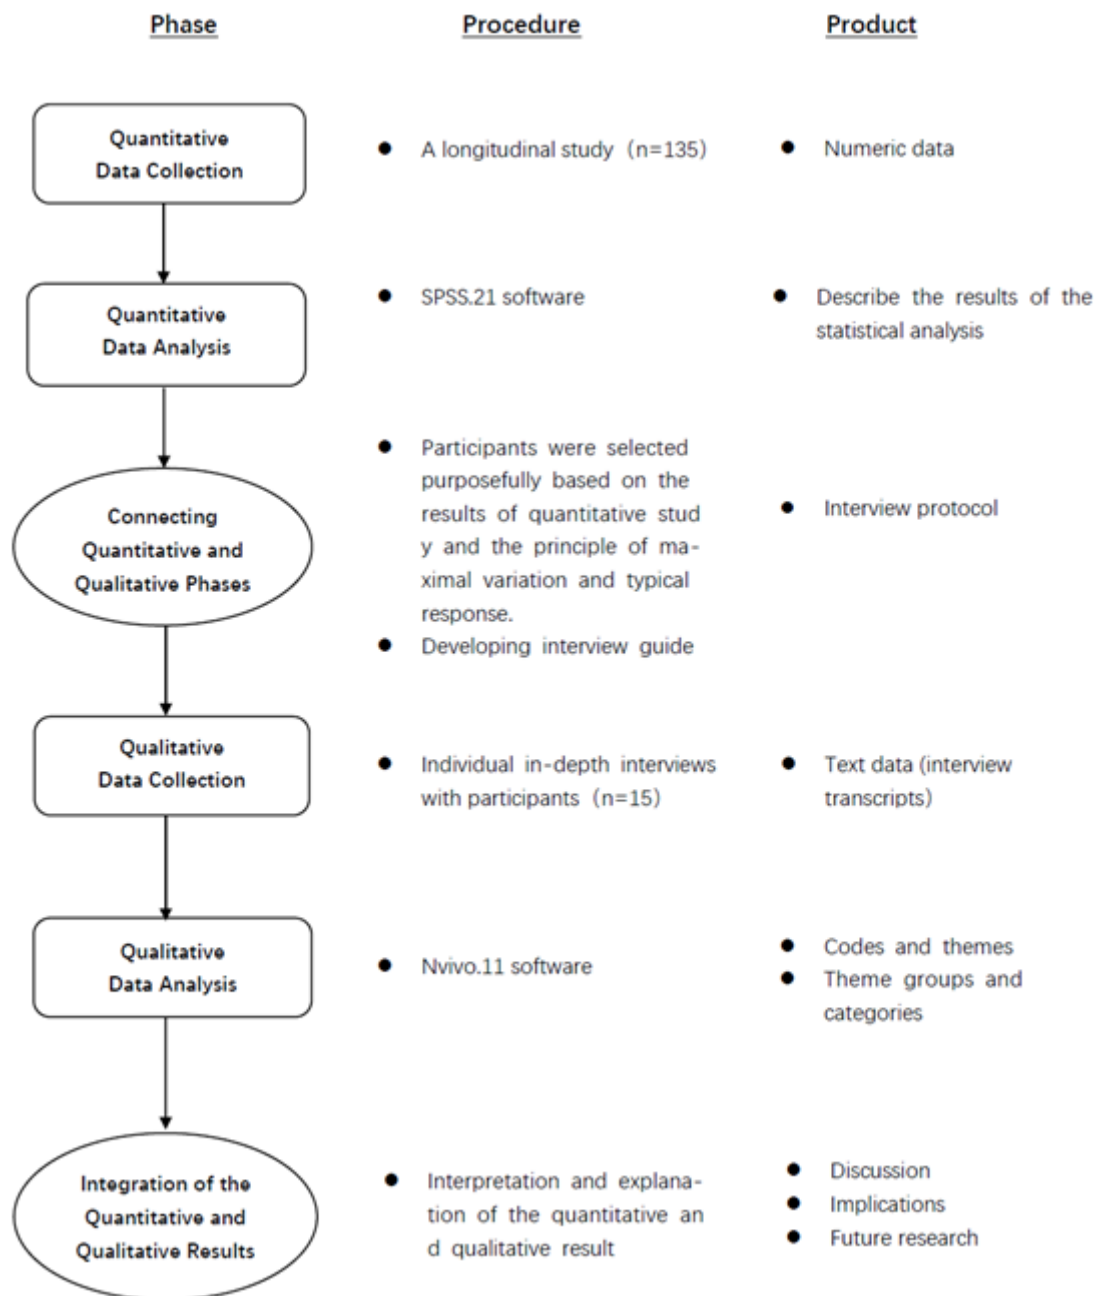 Phase Procedure Product
Quantitative
Data Collection
● A longitudinal study（n=135）
● Numeric data
Quantitative
Data Analysis
● SPSS.21 software
● Describe the results of the
statistical analysis
Connecting
Quantitative and
Qualitative Phases
● Participants were selected
purposefully based on the
results of quantitative stud
y and the principle of ma-
ximal variation and typical
response.
● Developing interview guide
● Interview protocol
Qualitative
Data Collection
● Individual in-depth interviews
with participants（n=15）
● Text data (interview
transcripts）
Qualitative
Data Analysis
● Nvivo.11 software
● Codes and themes
● Theme groups and
categories
Integration of the
Quantitative and
Qualitative Results
● Interpretation and explana-
tion of the quantitative an
d qualitative result
● Discussion
● Implications
● Future research